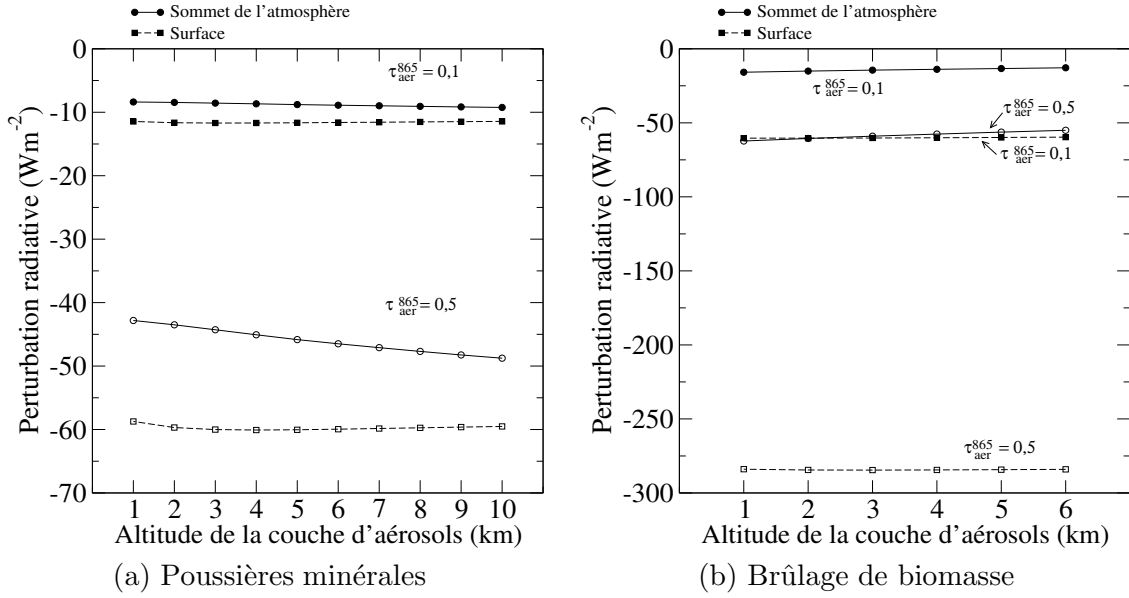 Sommet de l'atmosphère
Surface
0
-10
-20
-30
-40
-50
-60
-70
τ_aer^865 = 0,1
τ_aer^865 = 0,5
1 2 3 4 5 6 7 8 9 10
Perturbation radiative (Wm⁻²)
Altitude de la couche d'aérosols (km)
(a) Poussières minérales
Sommet de l'atmosphère
Surface
0
-50
-100
-150
-200
-250
-300
τ_aer^865 = 0,1
τ_aer^865 = 0,5
τ_aer^865 = 0,1
τ_aer^865 = 0,5
1 2 3 4 5 6
Perturbation radiative (Wm⁻²)
Altitude de la couche d'aérosols (km)
(b) Brûlage de biomasse